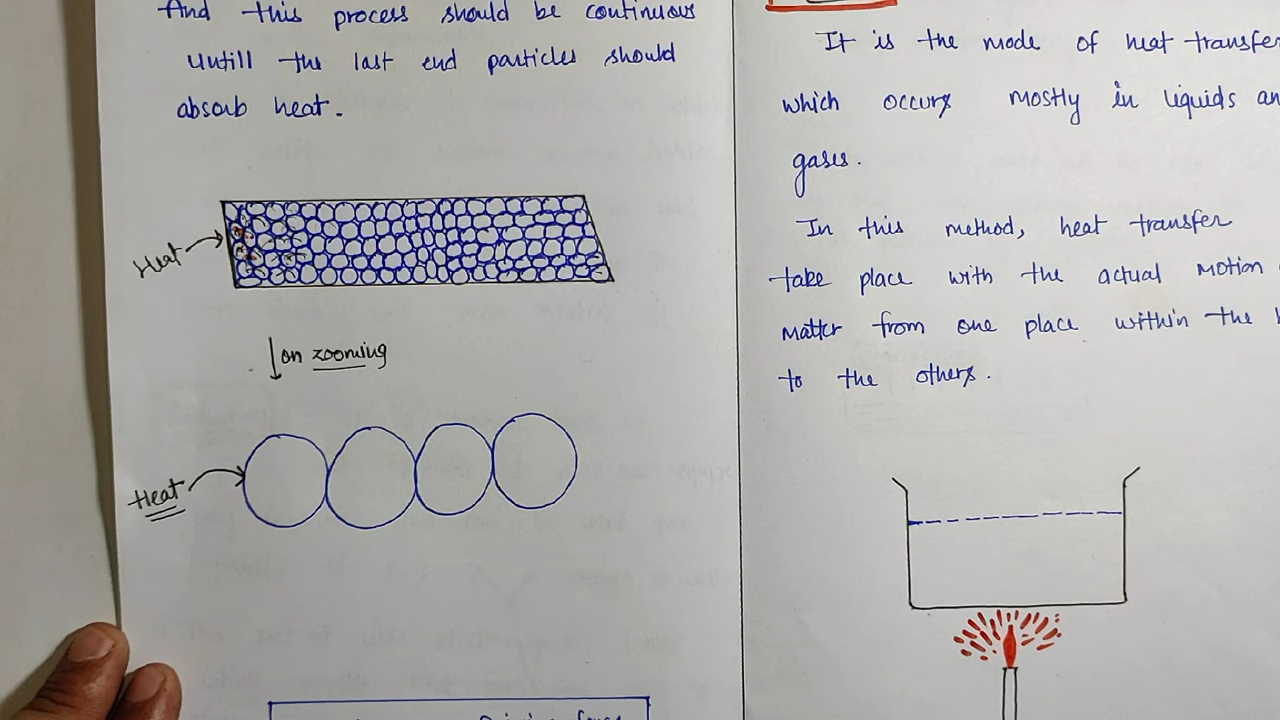 And this process should be continuous
Untill the last end particles should
absorb heat.
Heat
on zooming
Heat
It is the mode of heat transfer
which occurs mostly in liquids an
gases.
In this method, heat transfer
take place with the actual motion
matter from one place within the
to the others.